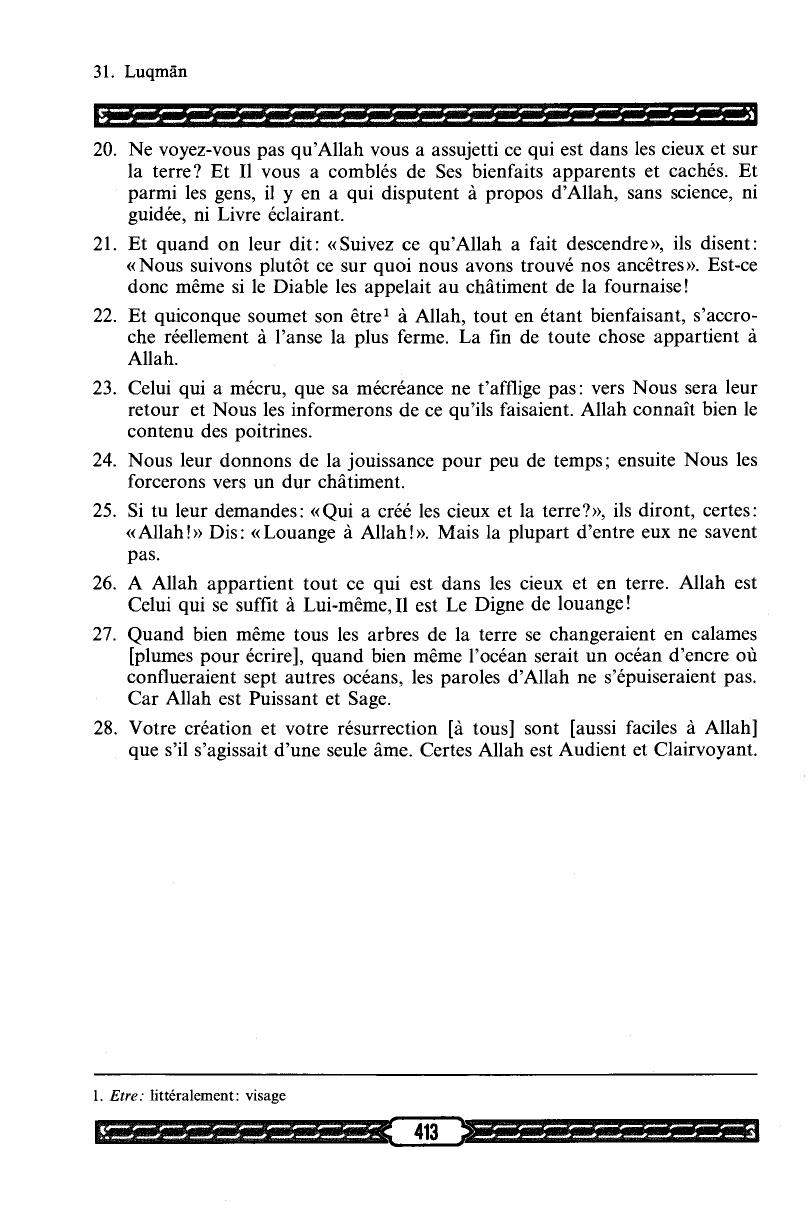 31. Luqmān
20. Ne voyez-vous pas qu'Allah vous a assujetti ce qui est dans les cieux et sur
la terre? Et Il vous a comblés de Ses bienfaits apparents et cachés. Et
parmi les gens, il y en a qui disputent à propos d'Allah, sans science, ni
guidée, ni Livre éclairant.
21. Et quand on leur dit: «Suivez ce qu'Allah a fait descendre», ils disent:
«Nous suivons plutôt ce sur quoi nous avons trouvé nos ancêtres». Est-ce
donc même si le Diable les appelait au châtiment de la fournaise!
22. Et quiconque soumet son être¹ à Allah, tout en étant bienfaisant, s'accro-
che réellement à l'anse la plus ferme. La fin de toute chose appartient à
Allah.
23. Celui qui a mécru, que sa mécréance ne t'afflige pas: vers Nous sera leur
retour et Nous les informerons de ce qu'ils faisaient. Allah connaît bien le
contenu des poitrines.
24. Nous leur donnons de la jouissance pour peu de temps; ensuite Nous les
forcerons vers un dur châtiment.
25. Si tu leur demandes: «Qui a créé les cieux et la terre?», ils diront, certes:
«Allah!» Dis: «Louange à Allah!». Mais la plupart d'entre eux ne savent
pas.
26. A Allah appartient tout ce qui est dans les cieux et en terre. Allah est
Celui qui se suffit à Lui-même, Il est Le Digne de louange!
27. Quand bien même tous les arbres de la terre se changeraient en calames
[plumes pour écrire], quand bien même l'océan serait un océan d'encre où
conflueraient sept autres océans, les paroles d'Allah ne s'épuiseraient pas.
Car Allah est Puissant et Sage.
28. Votre création et votre résurrection [à tous] sont [aussi faciles à Allah]
que s'il s'agissait d'une seule âme. Certes Allah est Audient et Clairvoyant.
1. Etre: littéralement: visage
413